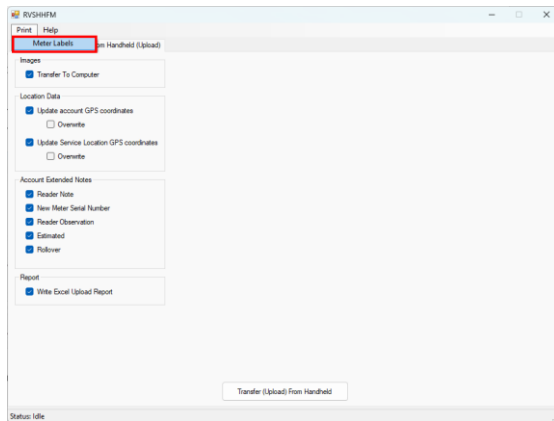 RVSHHFM
Print Help
Meter Labels
om Handheld (Upload)
Images
Transfer To Computer
Location Data
Update account GPS coordinates
Overwrite
Update Service Location GPS coordinates
Overwrite
Account Extended Notes
Reader Note
New Meter Serial Number
Reader Observation
Estimated
Rollover
Report
Write Excel Upload Report
Transfer (Upload) From Handheld
Status: Idle